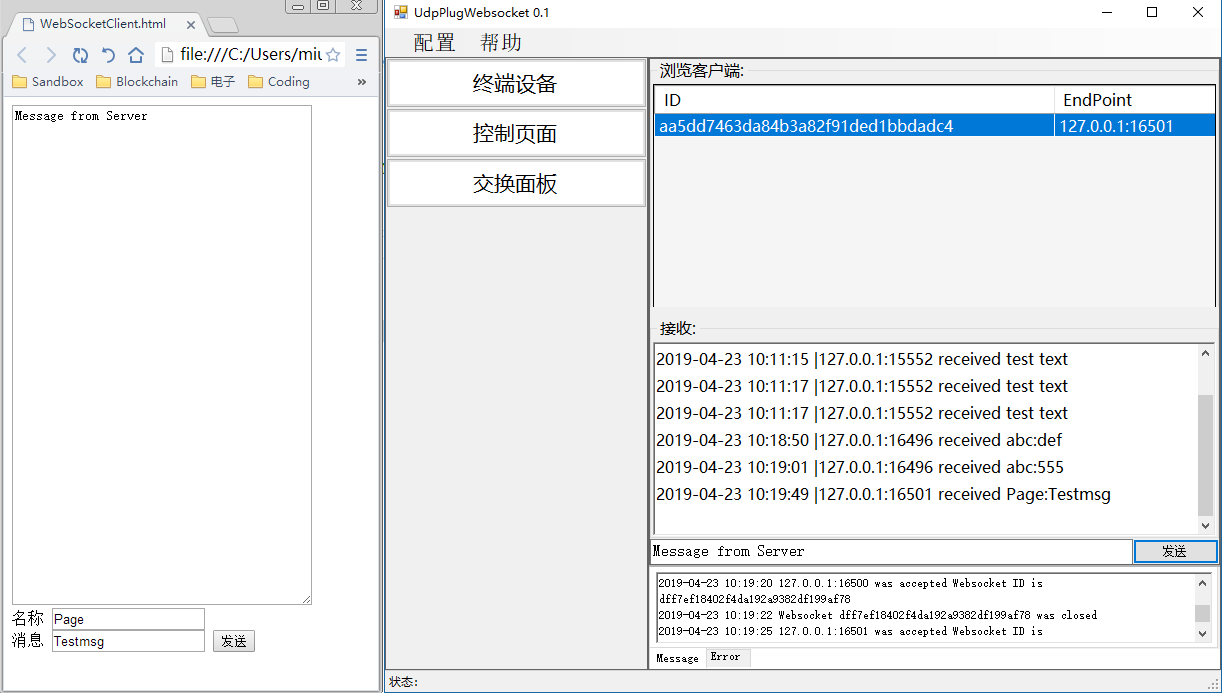 WebSocketClient.html
file:///C:/Users/miu
Sandbox Blockchain 电子 Coding »
Message from Server
名称 Page
消息 Testmsg 发送
UdpPlugWebsocket 0.1
配置 帮助
终端设备
控制页面
交换面板
浏览客户端:
ID EndPoint
aa5dd7463da84b3a82f91ded1bbdadc4 127.0.0.1:16501
接收:
2019-04-23 10:11:15 |127.0.0.1:15552 received test text
2019-04-23 10:11:17 |127.0.0.1:15552 received test text
2019-04-23 10:11:17 |127.0.0.1:15552 received test text
2019-04-23 10:18:50 |127.0.0.1:16496 received abc:def
2019-04-23 10:19:01 |127.0.0.1:16496 received abc:555
2019-04-23 10:19:49 |127.0.0.1:16501 received Page:Testmsg
Message from Server 发送
2019-04-23 10:19:20 127.0.0.1:16500 was accepted Websocket ID is
dff7ef18402f4da192a9382df199af78
2019-04-23 10:19:22 Websocket dff7ef18402f4da192a9382df199af78 was closed
2019-04-23 10:19:25 127.0.0.1:16501 was accepted Websocket ID is
Message Error
状态: